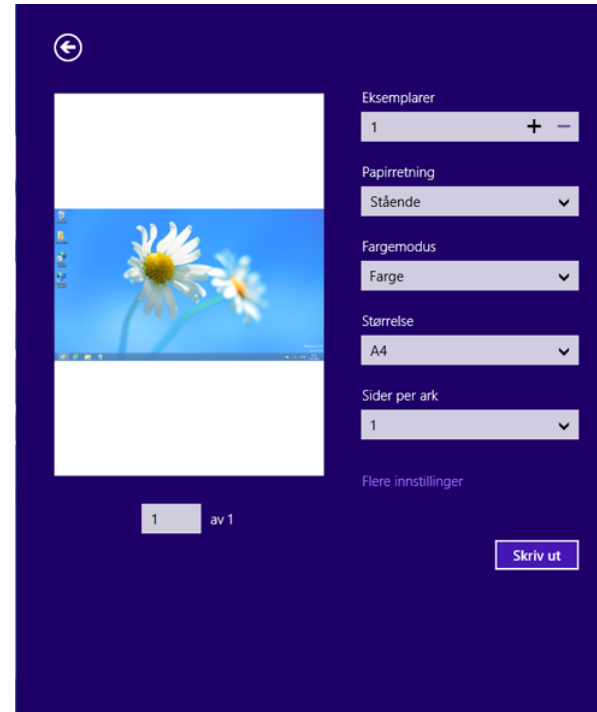 Eksemplarer
1
Papirretning
Stående
Fargemodus
Farge
Størrelse
A4
Sider per ark
1
Flere innstillinger
1 av 1
Skriv ut